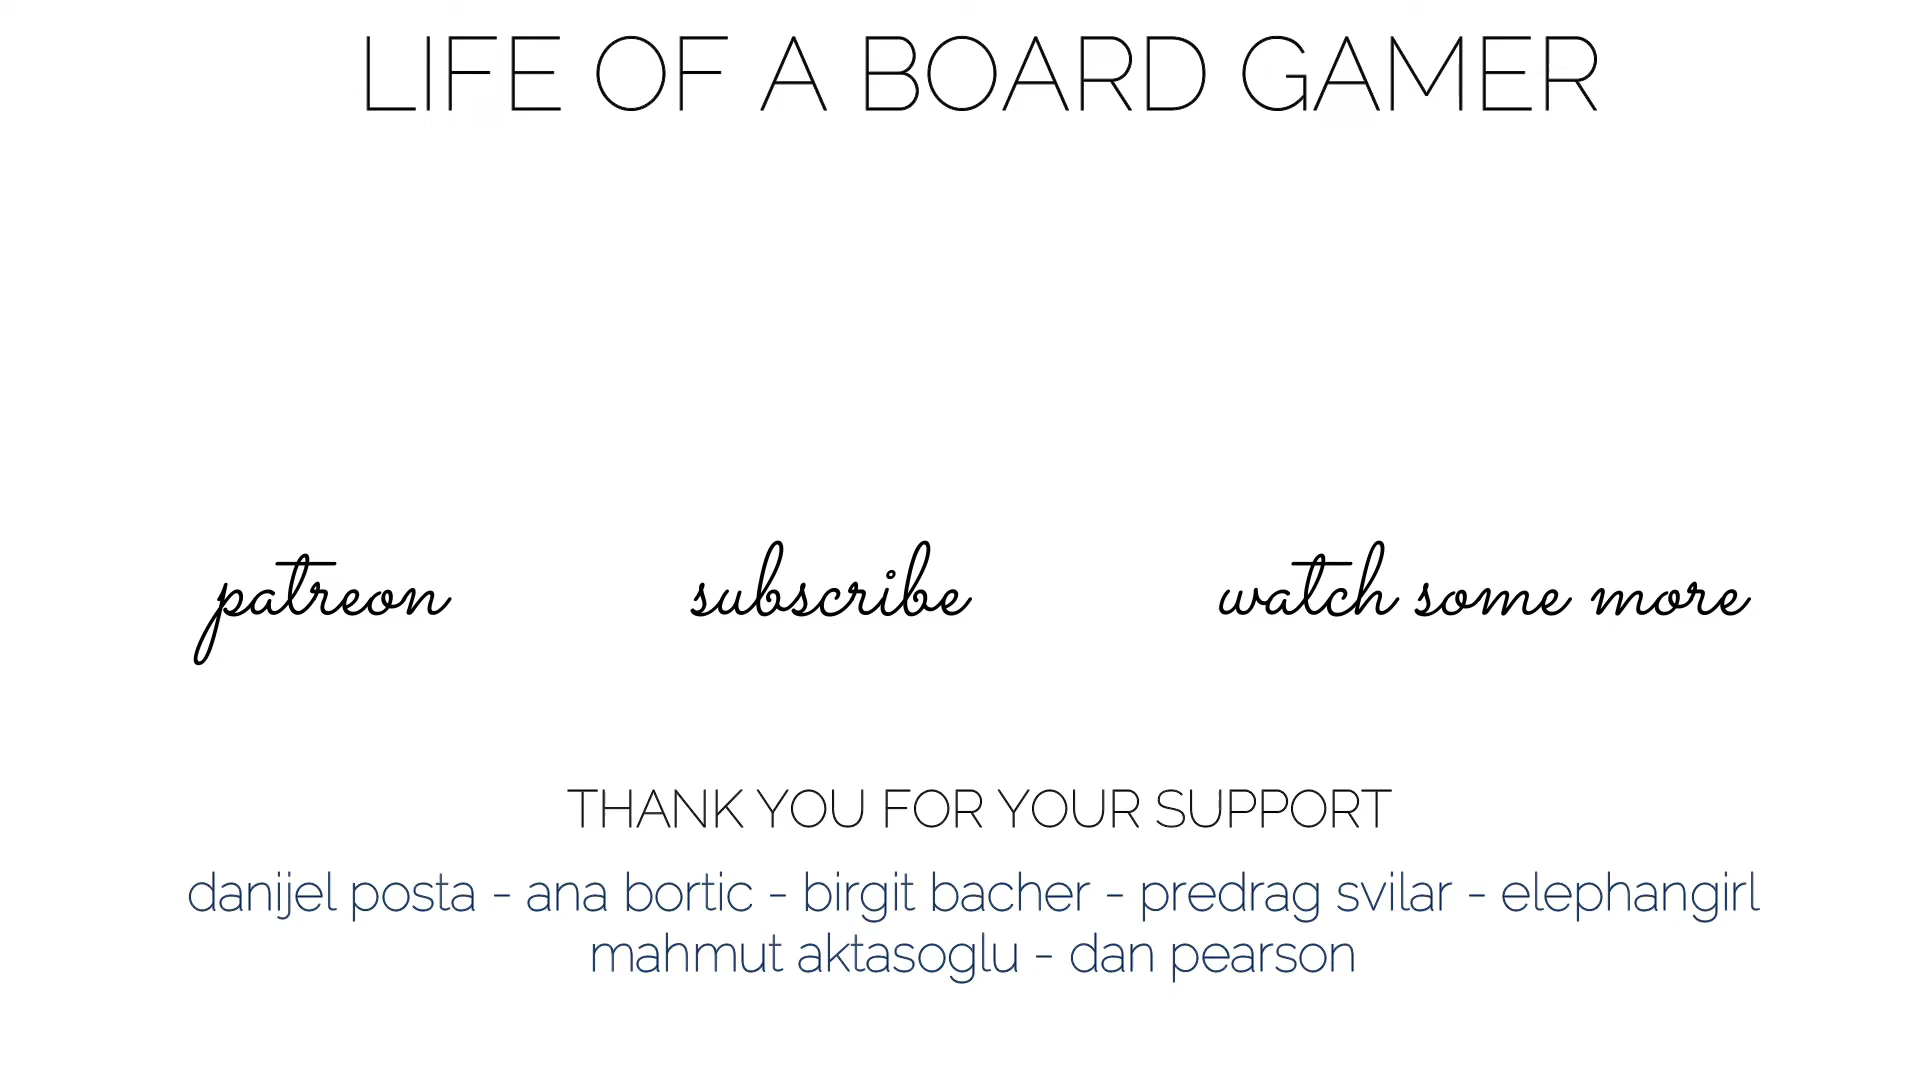 LIFE OF A BOARD GAMER
patreon subscribe watch some more
THANK YOU FOR YOUR SUPPORT
danijel posta - ana bortic - birgit bacher - predrag svilar - elephangirl
mahmut aktasoglu - dan pearson